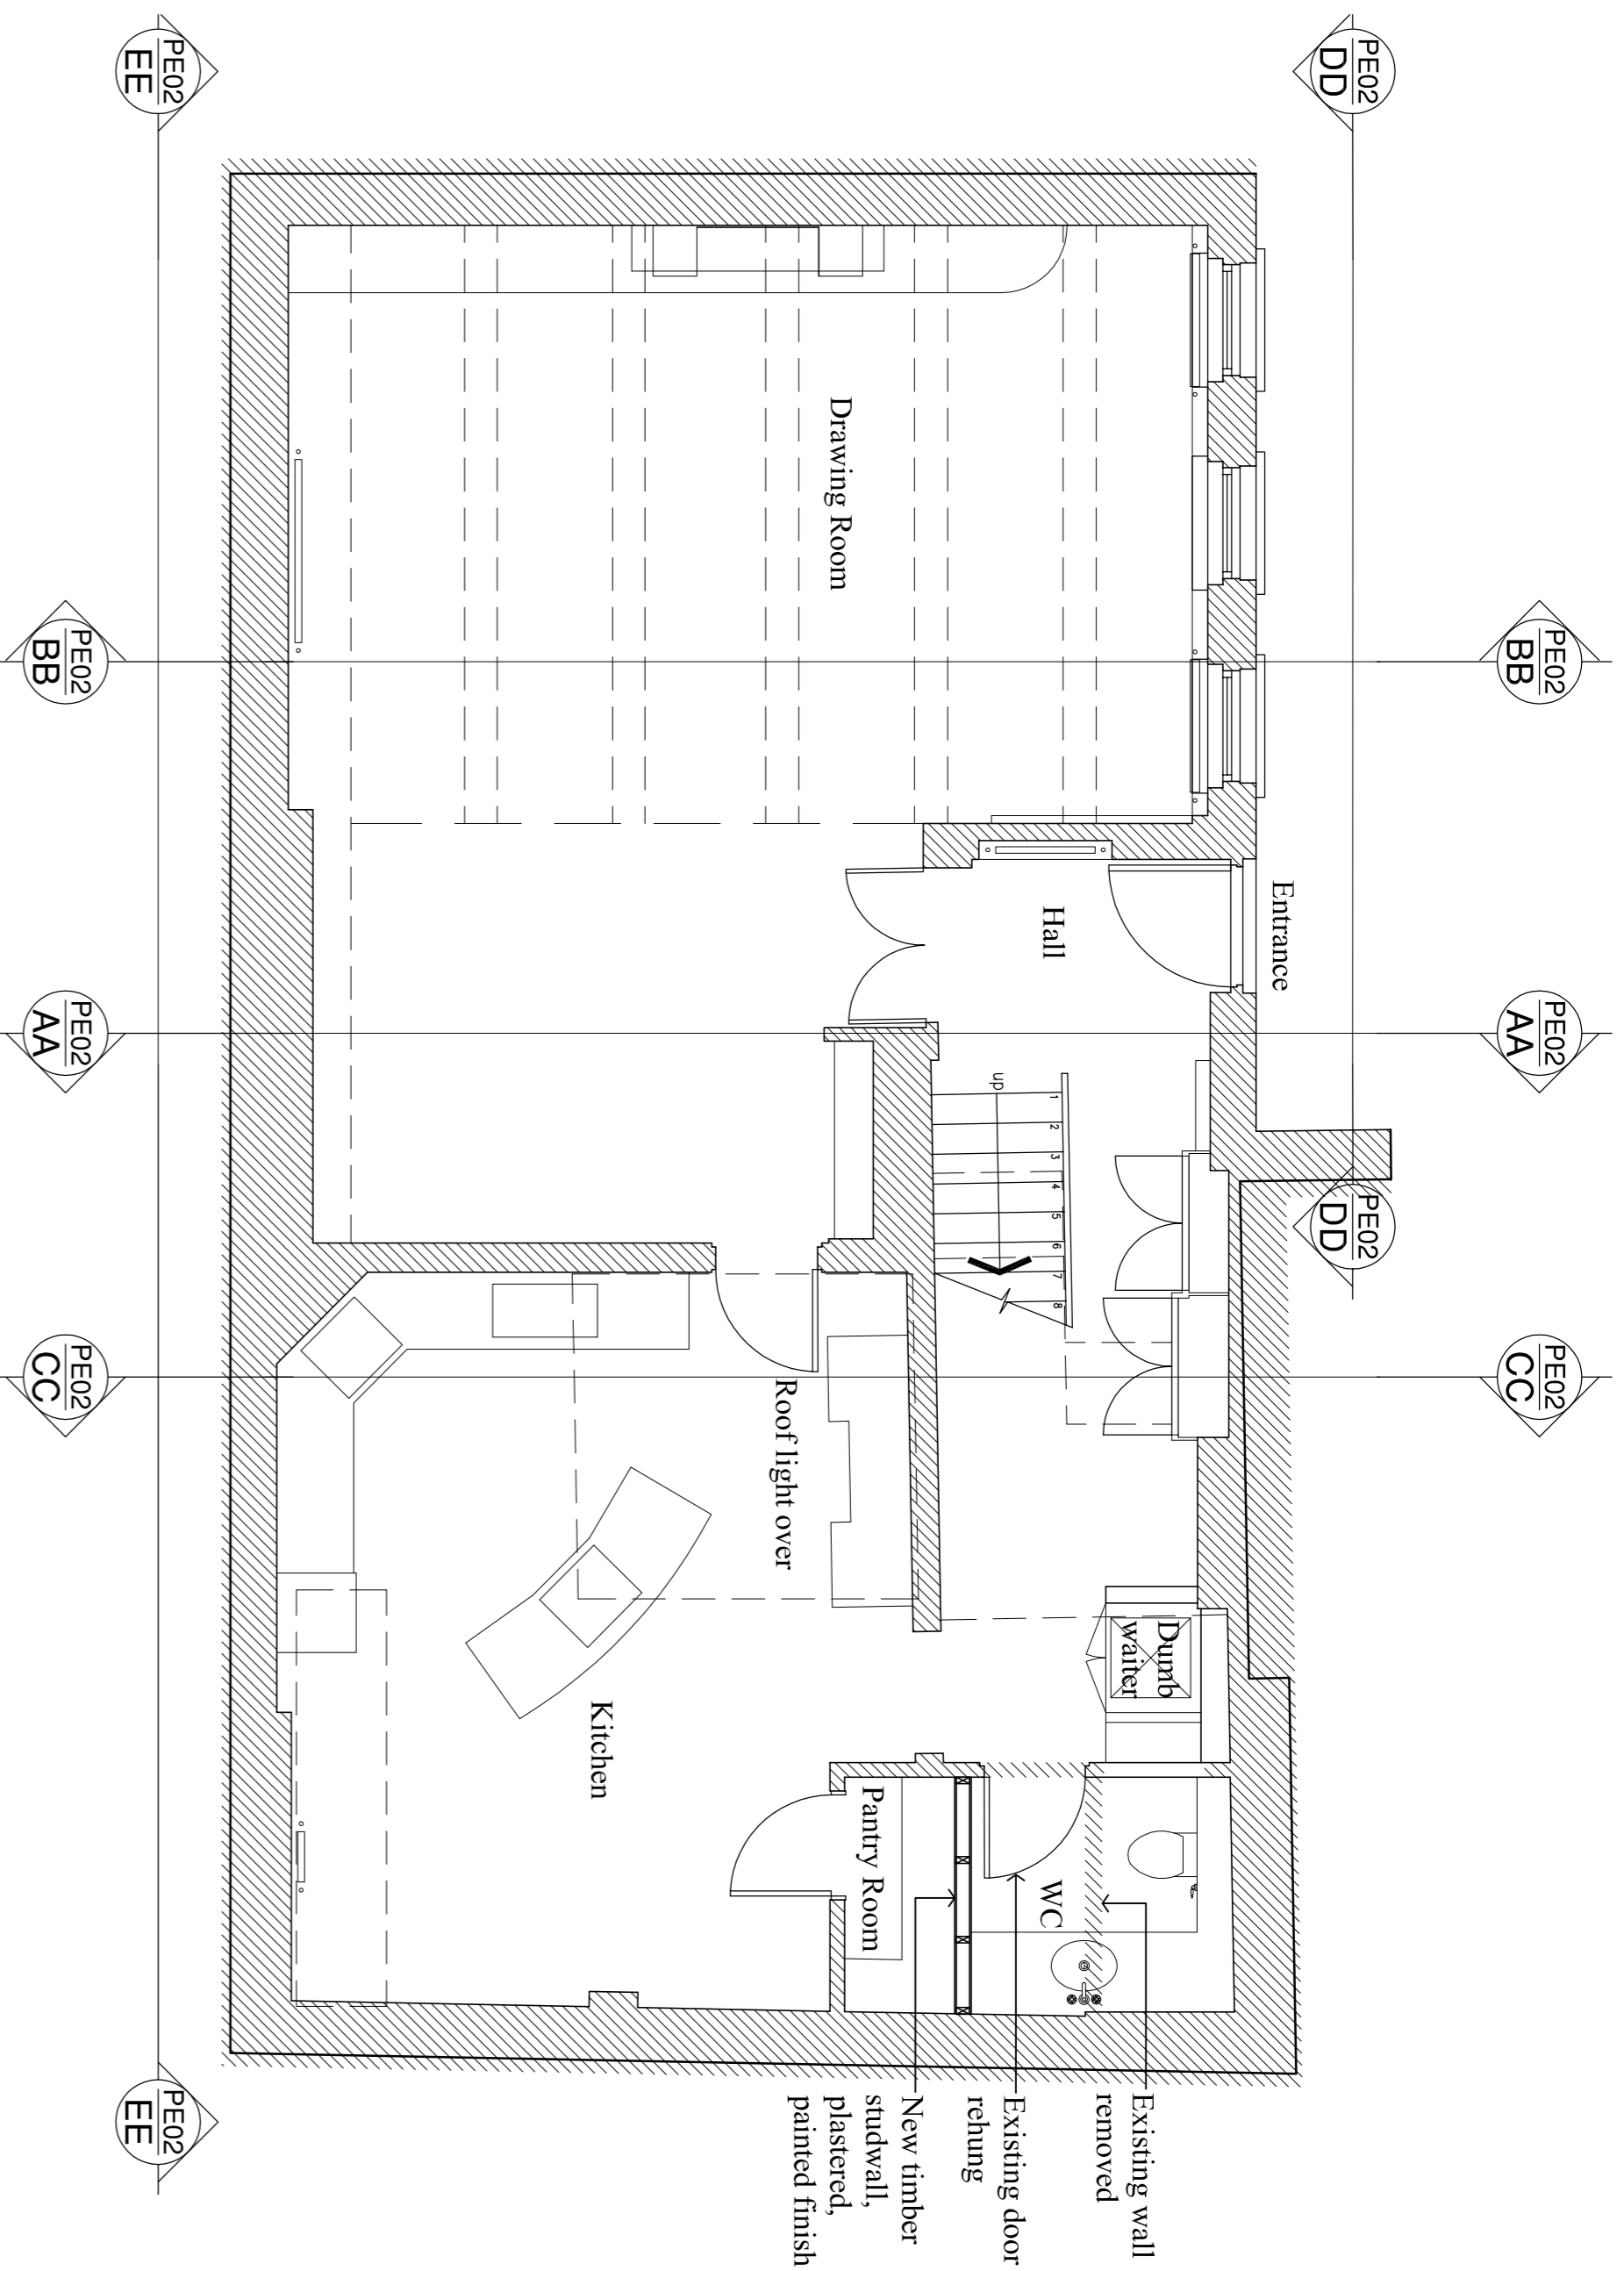 PE02
DD
PE02
EE
PE02
BB
PE02
BB
PE02
AA
PE02
AA
PE02
CC
PE02
CC
PE02
DD
PE02
EE
Drawing Room
Entrance
Hall
up
1
2
3
4
5
6
7
8
Roof light over
Dumb
waiter
Kitchen
Pantry Room
WC
Existing wall
removed
Existing door
rehung
New timber
studwall,
plastered,
painted finish